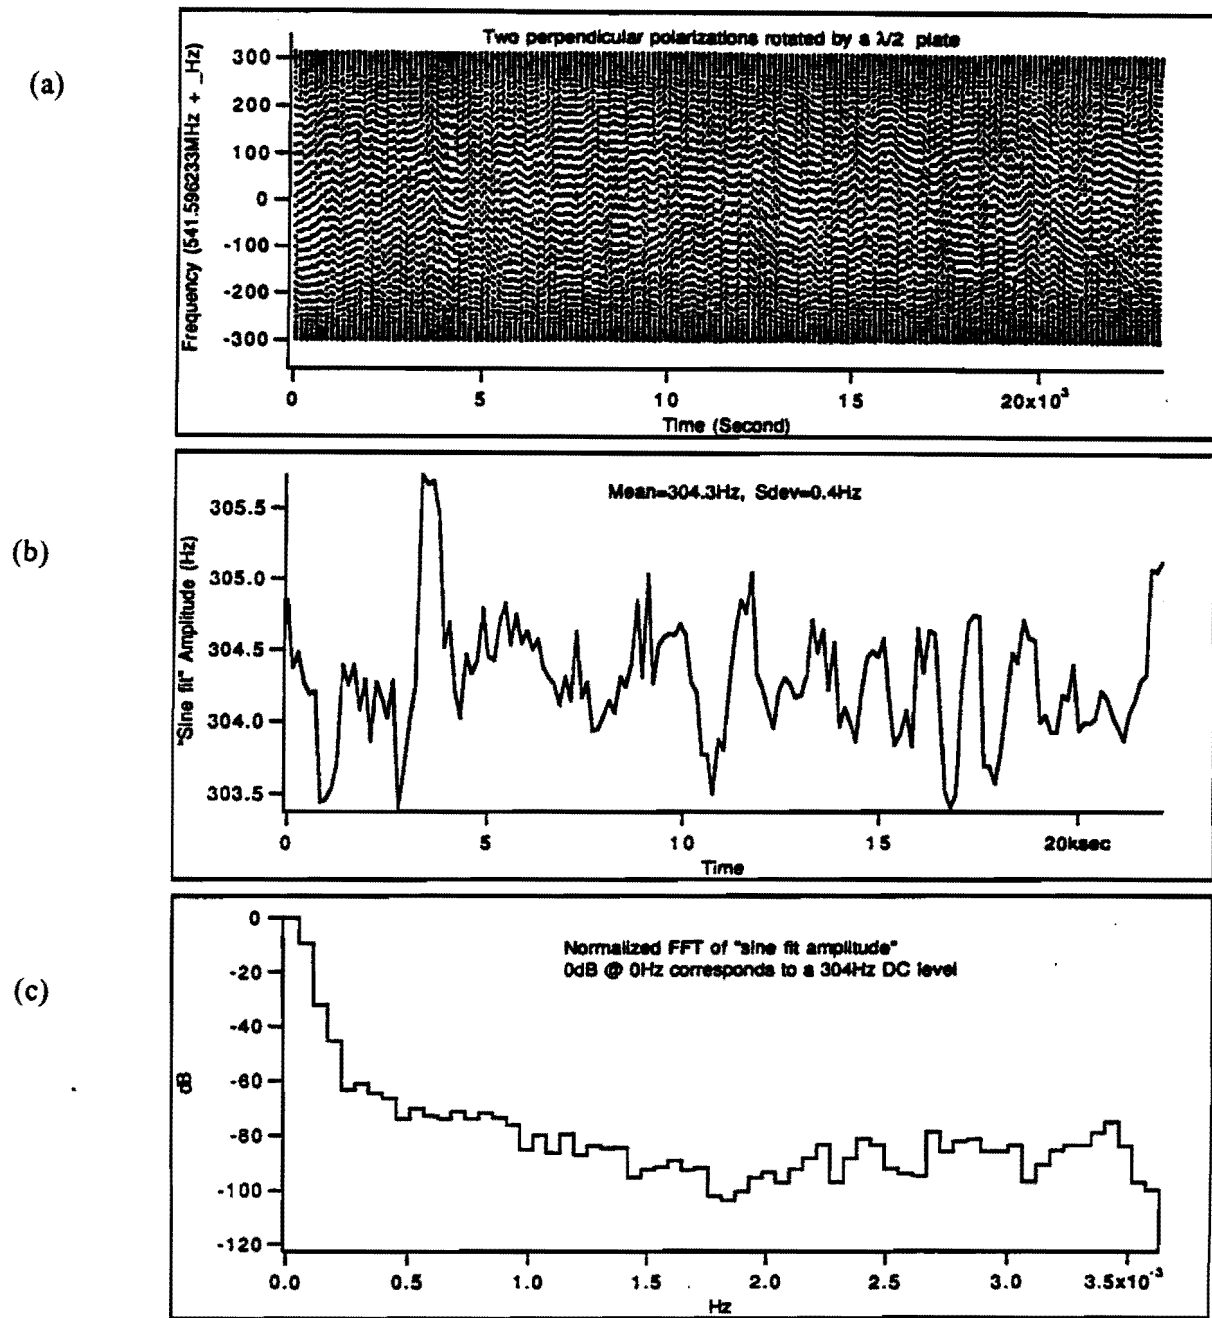 (a)
Two perpendicular polarizations rotated by a λ/2 plate
Frequency (541.596233MHz + _Hz)
300
200
100
0
-100
-200
-300
0
5
10
15
20x10³
Time (Second)
(b)
Mean=304.3Hz, Sdev=0.4Hz
"Sine fit" Amplitude (Hz)
305.5
305.0
304.5
304.0
303.5
0
5
10
15
20ksec
Time
(c)
Normalized FFT of "sine fit amplitude"
0dB @ 0Hz corresponds to a 304Hz DC level
dB
0
-20
-40
-60
-80
-100
-120
0.0
0.5
1.0
1.5
2.0
2.5
3.0
3.5x10⁻³
Hz